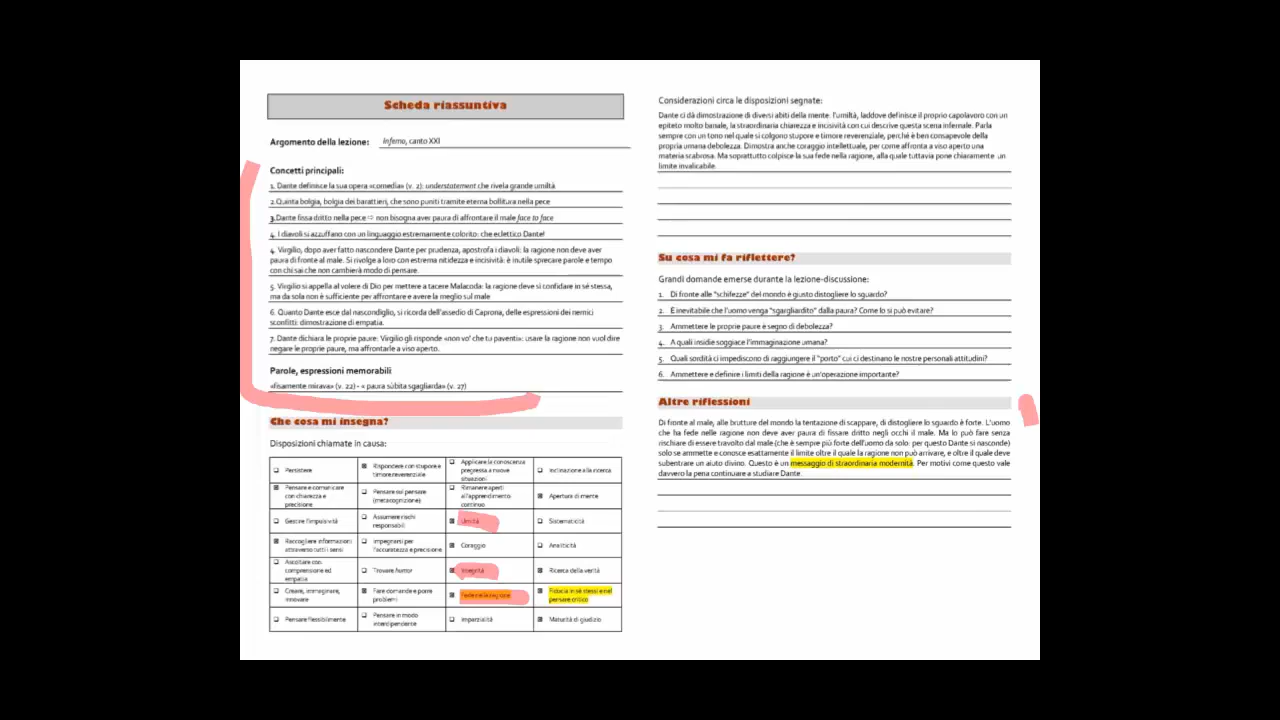 Scheda riassuntiva
Argomento della lezione: Inferno, canto XXI
Concetti principali:
1. Dante definisce la sua opera «comedìa» (v. 2): understatement che rivela grande umiltà
2.Quinta bolgia, bolgia dei barattieri, che sono puniti tramite eterna bollitura nella pece
3.Dante fissa dritto nella pece ⇨ non bisogna aver paura di affrontare il male face to face
4. I diavoli si azzuffano con un linguaggio estremamente colorito: che eclettico Dante!
4. Virgilio, dopo aver fatto nascondere Dante per prudenza, apostrofa i diavoli: la ragione non deve aver
paura di fronte al male. Si rivolge a loro con estrema nitidezza e incisività: è inutile sprecare parole e tempo
con chi sai che non cambierà modo di pensare.
5. Virgilio si appella al volere di Dio per mettere a tacere Malacoda: la ragione deve sì confidare in sé stessa,
ma da sola non è sufficiente per affrontare e avere la meglio sul male
6. Quanto Dante esce dal nascondiglio, si ricorda dell'assedio di Caprona, delle espressioni dei nemici
sconfitti: dimostrazione di empatia.
7. Dante dichiara le proprie paure: Virgilio gli risponde «non vo' che tu paventi»: usare la ragione non vuol dire
negare le proprie paure, ma affrontarle a viso aperto.
Parole, espressioni memorabili
«fisamente mirava» (v. 22) - « paura sùbita sgagliarda» (v. 27)
Che cosa mi insegna?
Disposizioni chiamate in causa:
Persistere
Rispondere con stupore e
timore reverenziale
Applicare la conoscenza
pregressa a nuove
situazioni
Inclinazione alla ricerca
Pensare e comunicare
con chiarezza e
precisione
Pensare sul pensare
(metacognizione)
Rimanere aperti
all'apprendimento
continuo
Apertura di mente
Gestire l'impulsività
Assumere rischi
responsabili
Umiltà
Sistematicità
Raccogliere informazioni
attraverso tutti i sensi
Impegnarsi per
l'accuratezza e precisione
Coraggio
Analiticità
Ascoltare con
comprensione ed
empatia
Trovare humor
Integrità
Ricerca della verità
Creare, immaginare,
innovare
Fare domande e porre
problemi
Fede nella ragione
Fiducia in sé stessi e nel
pensare critico
Pensare flessibilmente
Pensare in modo
interdipendente
Imparzialità
Maturità di giudizio
Considerazioni circa le disposizioni segnate:
Dante ci dà dimostrazione di diversi abiti della mente: l'umiltà, laddove definisce il proprio capolavoro con un
epiteto molto banale, la straordinaria chiarezza e incisività con cui descrive questa scena infernale. Parla
sempre con un tono nel quale si colgono stupore e timore reverenziale, perché è ben consapevole della
propria umana debolezza. Dimostra anche coraggio intellettuale, per come affronta a viso aperto una
materia scabrosa. Ma soprattutto colpisce la sua fede nella ragione, alla quale tuttavia pone chiaramente un
limite invalicabile.
Su cosa mi fa riflettere?
Grandi domande emerse durante la lezione-discussione:
1. Di fronte alle "schifezze" del mondo è giusto distogliere lo sguardo?
2. È inevitabile che l'uomo venga "sgargliardito" dalla paura? Come lo si può evitare?
3. Ammettere le proprie paure è segno di debolezza?
4. A quali insidie soggiace l'immaginazione umana?
5. Quali sordità ci impediscono di raggiungere il "porto" cui ci destinano le nostre personali attitudini?
6. Ammettere e definire i limiti della ragione è un'operazione importante?
Altre riflessioni
Di fronte al male, alle brutture del mondo la tentazione di scappare, di distogliere lo sguardo è forte. L'uomo
che ha fede nelle ragione non deve aver paura di fissare dritto negli occhi il male. Ma lo può fare senza
rischiare di essere travolto dal male (che è sempre più forte dell'uomo da solo: per questo Dante si nasconde)
solo se ammette e conosce esattamente il limite oltre il quale la ragione non può arrivare, e oltre il quale deve
subentrare un aiuto divino. Questo è un messaggio di straordinaria modernità. Per motivi come questo vale
davvero la pena continuare a studiare Dante.